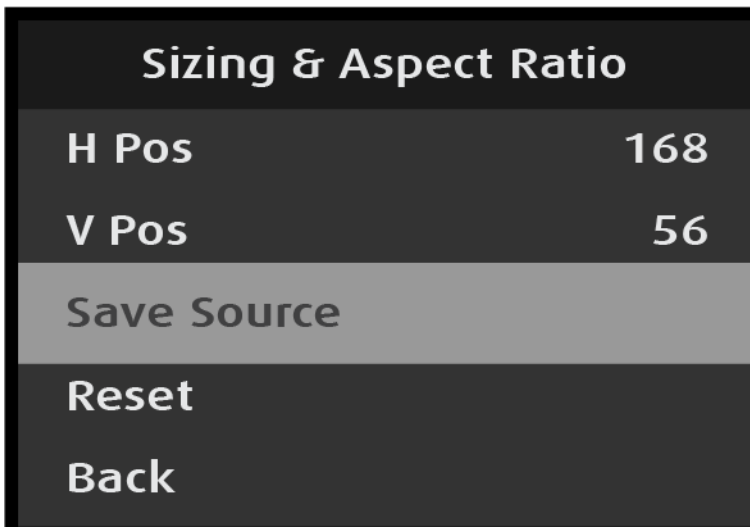 Sizing & Aspect Ratio
H Pos 168
V Pos 56
Save Source
Reset
Back